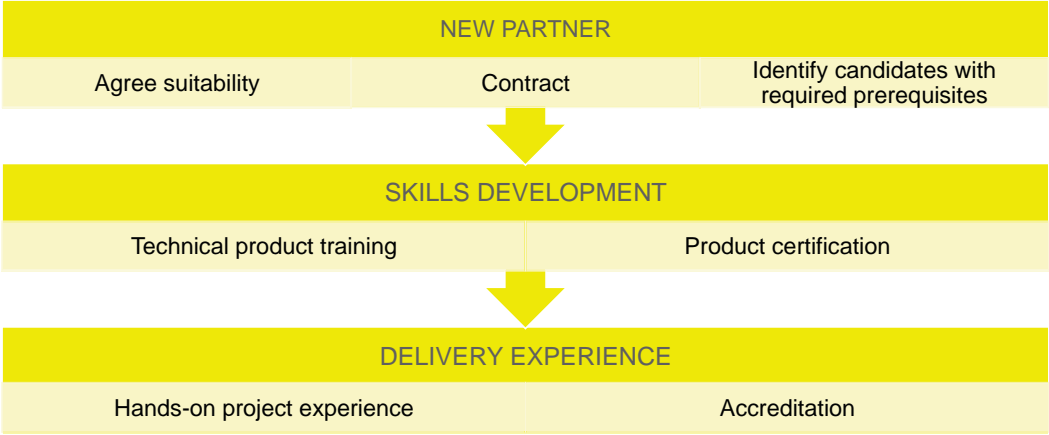 NEW PARTNER
Agree suitability
Contract
Identify candidates with
required prerequisites
SKILLS DEVELOPMENT
Technical product training
Product certification
DELIVERY EXPERIENCE
Hands-on project experience
Accreditation